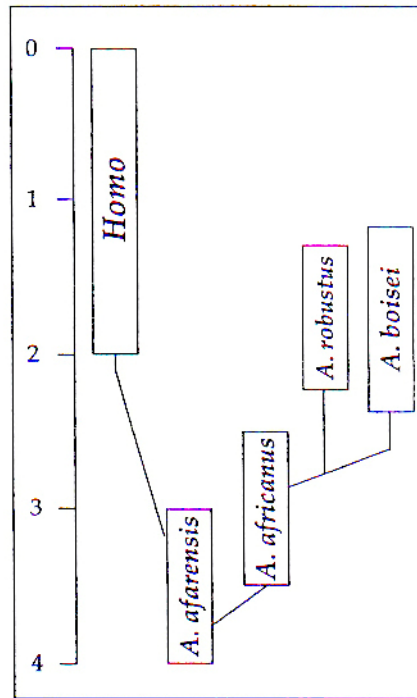 0
1
2
3
4
Homo
A. afarensis
A. africanus
A. robustus
A. boisei